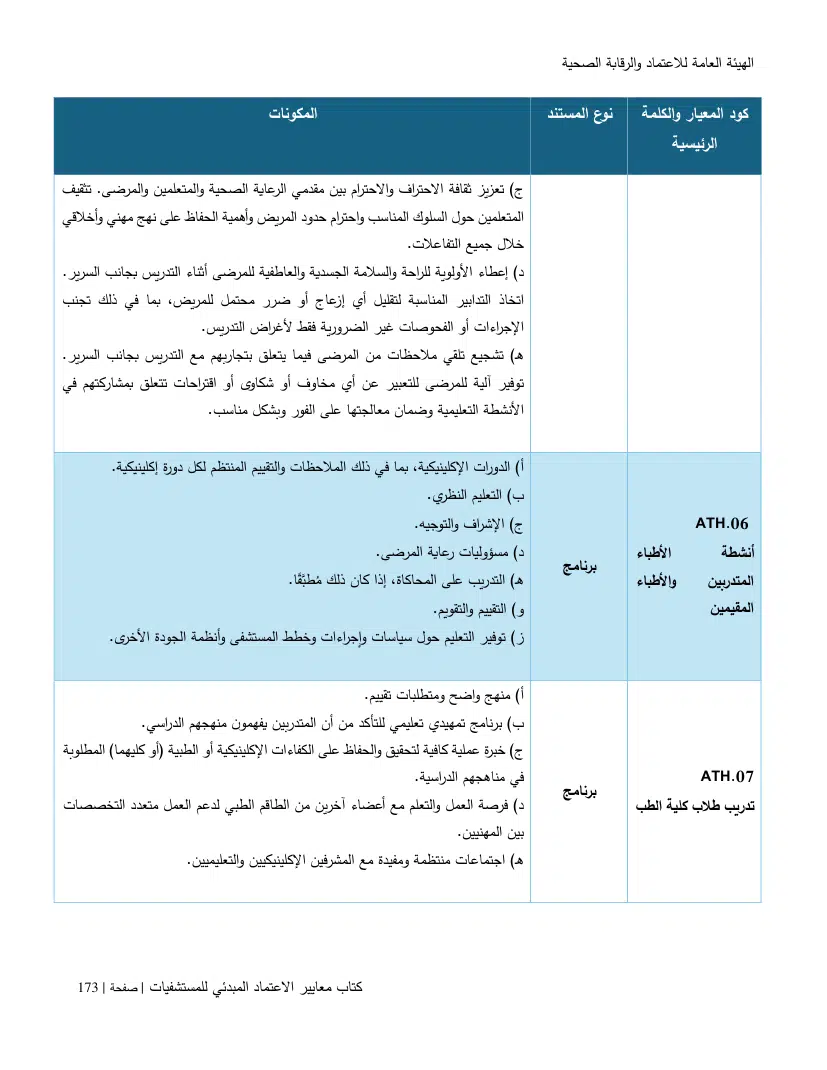 الهيئة العامة للاعتماد والرقابة الصحية
كود المعيار والكلمة
الرئيسية
نوع المستند
المكونات
ج) تعزيز ثقافة الاحتراف والاحترام بين مقدمي الرعاية الصحية والمتعلمين والمرضى. تثقيف
المتعلمين حول السلوك المناسب واحترام حدود المريض وأهمية الحفاظ على نهج مهني وأخلاقي
خلال جميع التفاعلات.
د) إعطاء الأولوية للراحة والسلامة الجسدية والعاطفية للمرضى أثناء التدريس بجانب السرير.
اتخاذ التدابير المناسبة لتقليل أي إزعاج أو ضرر محتمل للمريض، بما في ذلك تجنب
الإجراءات أو الفحوصات غير الضرورية فقط لأغراض التدريس.
ه) تشجيع تلقي ملاحظات من المرضى فيما يتعلق بتجاربهم مع التدريس بجانب السرير.
توفير آلية للمرضى للتعبير عن أي مخاوف أو شكاوى أو اقتراحات تتعلق بمشاركتهم في
الأنشطة التعليمية وضمان معالجتها على الفور وبشكل مناسب.
ATH.06
أنشطة الأطباء
المتدربين والأطباء
المقيمين
برنامج
أ) الدورات الإكلينيكية، بما في ذلك الملاحظات والتقييم المنتظم لكل دورة إكلينيكية.
ب) التعليم النظري.
ج) الإشراف والتوجيه.
د) مسؤوليات رعاية المرضى.
ه) التدريب على المحاكاة، إذا كان ذلك مُطبَّقًا.
و) التقييم والتقويم.
ز) توفير التعليم حول سياسات وإجراءات وخطط المستشفى وأنظمة الجودة الأخرى.
ATH.07
تدريب طلاب كلية الطب
برنامج
أ) منهج واضح ومتطلبات تقييم.
ب) برنامج تمهيدي تعليمي للتأكد من أن المتدربين يفهمون منهجهم الدراسي.
ج) خبرة عملية كافية لتحقيق والحفاظ على الكفاءات الإكلينيكية أو الطبية (أو كليهما) المطلوبة
في مناهجهم الدراسية.
د) فرصة العمل والتعلم مع أعضاء آخرين من الطاقم الطبي لدعم العمل متعدد التخصصات
بين المهنيين.
ه) اجتماعات منتظمة ومفيدة مع المشرفين الإكلينيكيين والتعليميين.
كتاب معايير الاعتماد المبدئي للمستشفيات | صفحة | 173